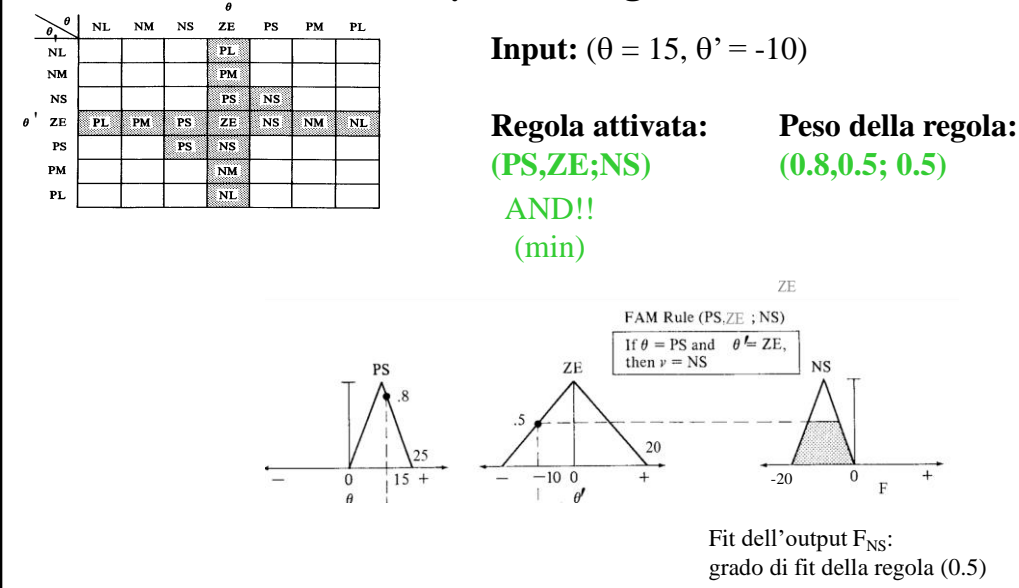 θ
θ NL NM NS ZE PS PM PL
θ'
NL PL
NM PM
NS PS NS
θ' ZE PL PM PS ZE NS NM NL
PS PS NS
PM NM
PL NL
Input: (θ = 15, θ’ = -10)
Regola attivata: Peso della regola:
(PS,ZE;NS) (0.8,0.5; 0.5)
AND!!
(min)
ZE
FAM Rule (PS,ZE ; NS)
If θ = PS and θ' = ZE,
then v = NS
PS ZE NS
.8
.5
25 20
− 0 15 + − −10 0 + -20 0 +
θ θ' F
Fit dell’output FNS:
grado di fit della regola (0.5)